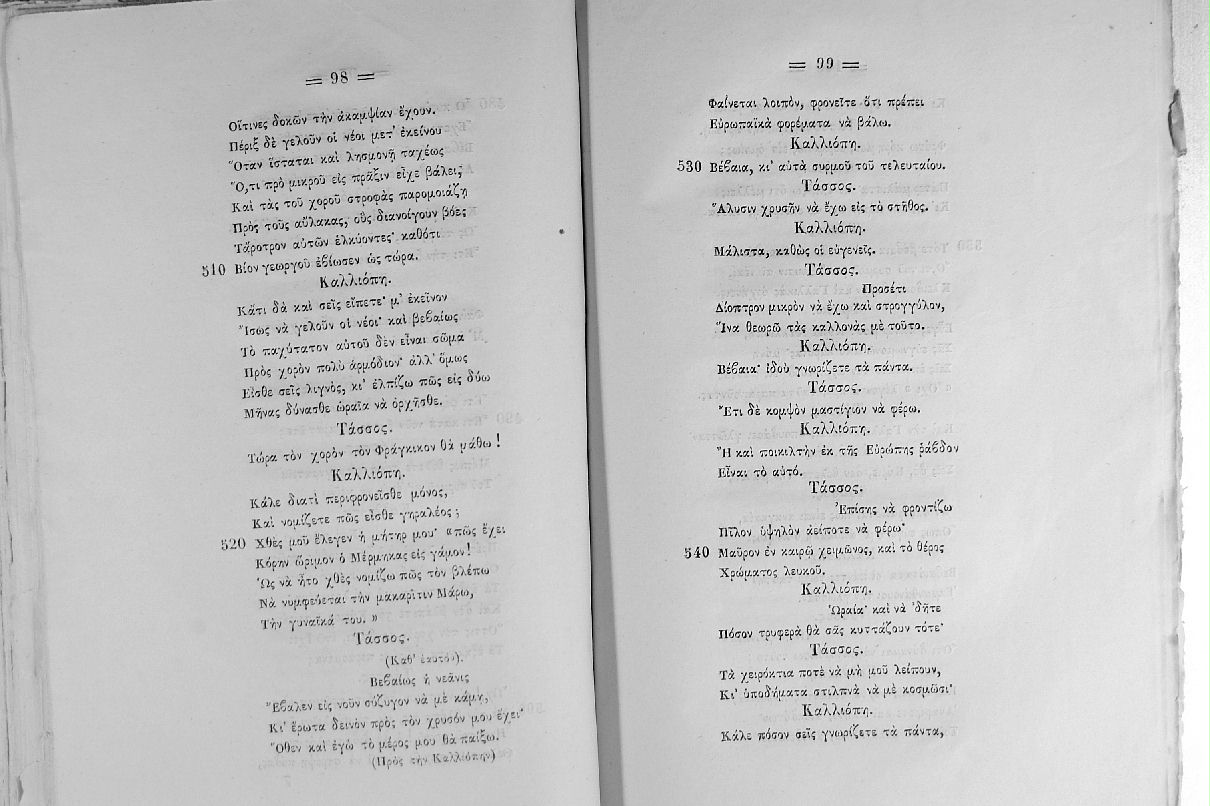 = 98 =
Οἵτινες δοκῶν τὴν ἀκαμψίαν ἔχουν.
Πέριξ δὲ γελοῦν οἱ νέοι μετ' ἐκείνου
Ὅταν ἵσταται καὶ λησμονῇ ταχέως
Ὅ,τι πρὸ μικροῦ εἰς πρᾶξιν εἶχε βάλει;
Καὶ τὰς τοῦ χοροῦ στροφὰς παρομοιάζῃ
Πρὸς τοὺς αὔλακας, οὓς διανοίγουν βόες
Τἄροτρον αὐτῶν ἑλκύοντες· καθότι
510 Βίον γεωργοῦ ἐβίωσεν ὡς τώρα.
Καλλιόπη.
Κἄτι δὰ καὶ σεῖς εἴπετε· μ' ἐκεῖνον
Ἴσως νὰ γελοῦν οἱ νέοι· καὶ βεβαίως
Τὸ παχύτατον αὐτοῦ δὲν εἶναι σῶμα
Πρὸς χορὸν πολὺ ἁρμόδιον· ἀλλ' ὅμως
Εἶσθε σεῖς λιγνὸς, κι' ἐλπίζω πῶς εἰς δύω
Μῆνας δύνασθε ὡραῖα νὰ ὀρχῆσθε.
Τάσσος.
Τώρα τὸν χορὸν τὸν Φράγκικον θὰ μάθω!
Καλλιόπη.
Κάλε διατὶ περιφρονεῖσθε μόνος,
Καὶ νομίζετε πῶς εἶσθε γηραλέος;
520 Χθὲς μοῦ ἔλεγεν ἡ μήτηρ μου· «πῶς ἔχει
Κόρην ὥριμον ὁ Μέρμηκας εἰς γάμον!
Ὡς νὰ ἦτο χθὲς νομίζω πῶς τὸν βλέπω
Νὰ νυμφεύεται τὴν μακαρῖτιν Μάρω,
Τὴν γυναῖκά του.»
Τάσσος.
(Καθ' ἑαυτόν).
Βεβαίως ἡ νεᾶνις
Ἔβαλεν εἰς νοῦν σύζυγον νὰ μὲ κάμῃ,
Κι' ἔρωτα δεινὸν πρὸς τὸν χρυσόν μου ἔχει·
Ὅθεν καὶ ἐγὼ τὸ μέρος μου θὰ παίξω.
(Πρὸς τὴν Καλλιόπην)
= 99 =
Φαίνεται λοιπὸν, φρονεῖτε ὅτι πρέπει
Εὐρωπαϊκὰ φορέματα νὰ βάλω.
Καλλιόπη.
530 Βέβαια, κι' αὐτὰ συρμοῦ τοῦ τελευταίου.
Τάσσος.
Ἄλυσιν χρυσῆν νὰ ἔχω εἰς τὸ στῆθος.
Καλλιόπη.
Μάλιστα, καθὼς οἱ εὐγενεῖς.
Τάσσος.
Προσέτι
Δίοπτρον μικρὸν νὰ ἔχω καὶ στρογγύλον,
Ἵνα θεωρῶ τὰς καλλονὰς μὲ τοῦτο.
Καλλιόπη.
Βέβαια· ἰδοὺ γνωρίζετε τὰ πάντα.
Τάσσος.
Ἔτι δὲ κομψὸν μαστίγιον νὰ φέρω.
Καλλιόπη.
Ἢ καὶ ποικιλτὴν ἐκ τῆς Εὐρώπης ῥάβδον
Εἶναι τὸ αὐτό.
Τάσσος.
Ἐπίσης νὰ φροντίζω
Πῖλον ὑψηλὸν ἀείποτε νὰ φέρω·
540 Μαῦρον ἐν καιρῷ χειμῶνος, καὶ τὸ θέρος
Χρώματος λευκοῦ.
Καλλιόπη.
Ὡραία· καὶ νὰ 'δῆτε
Πόσον τρυφερὰ θὰ σᾶς κυττάζουν τότε·
Τάσσος.
Τὰ χειρόκτια ποτὲ νὰ μὴ μοῦ λείπουν,
Κι' ὑποδήματα στιλπνὰ νὰ μὲ κοσμῶσι·
Καλλιόπη.
Κάλε πόσον σεῖς γνωρίζετε τὰ πάντα,